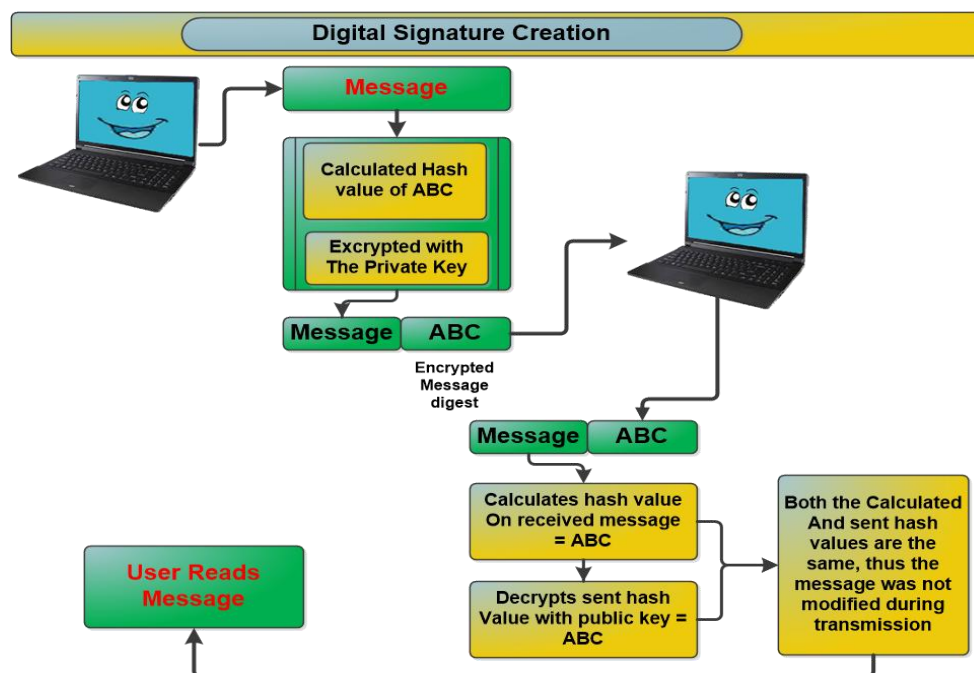 Digital Signature Creation
Message
Calculated Hash
value of ABC
Excrypted with
The Private Key
Message
ABC
Encrypted
Message
digest
Message
ABC
Calculates hash value
On received message
= ABC
Decrypts sent hash
Value with public key =
ABC
Both the Calculated
And sent hash
values are the
same, thus the
message was not
modified during
transmission
User Reads
Message